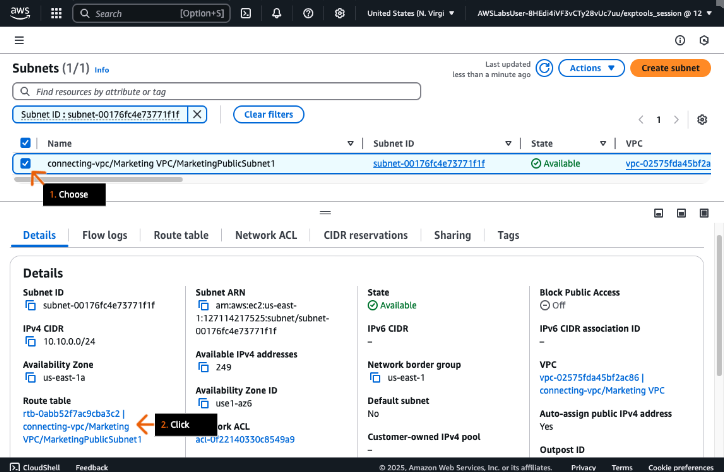 aws
Search
[Option+S]
United States (N. Virgi
AWSLabsUser-8HEdi4iVF3vCTy28vUc7uu/exptools_session @ 12
Subnets (1/1) Info
Last updated
less than a minute ago
Actions
Create subnet
Find resources by attribute or tag
Subnet ID : subnet-00176fc4e73771f1f
Clear filters
1
Name
Subnet ID
State
VPC
connecting-vpc/Marketing VPC/MarketingPublicSubnet1
subnet-00176fc4e73771f1f
Available
vpc-02575fda45bf2a
1. Choose
Details
Flow logs
Route table
Network ACL
CIDR reservations
Sharing
Tags
Details
Subnet ID
subnet-00176fc4e73771f1f
IPv4 CIDR
10.10.0.0/24
Availability Zone
us-east-1a
Route table
rtb-0abb52f7ac9cba3c2 |
connecting-vpc/Marketing
VPC/MarketingPublicSubnet1
2. Click
Subnet ARN
arn:aws:ec2:us-east-
1:127114217525:subnet/subnet-
00176fc4e73771f1f
Available IPv4 addresses
249
Availability Zone ID
use1-az6
Network ACL
acl-0f22140330c8549a9
State
Available
IPv6 CIDR
–
Network border group
us-east-1
Default subnet
No
Customer-owned IPv4 pool
–
Block Public Access
Off
IPv6 CIDR association ID
–
VPC
vpc-02575fda45bf2ac86 |
connecting-vpc/Marketing VPC
Auto-assign public IPv4 address
Yes
Outpost ID
CloudShell
Feedback
© 2025, Amazon Web Services, Inc. or its affiliates.
Privacy
Terms
Cookie preferences